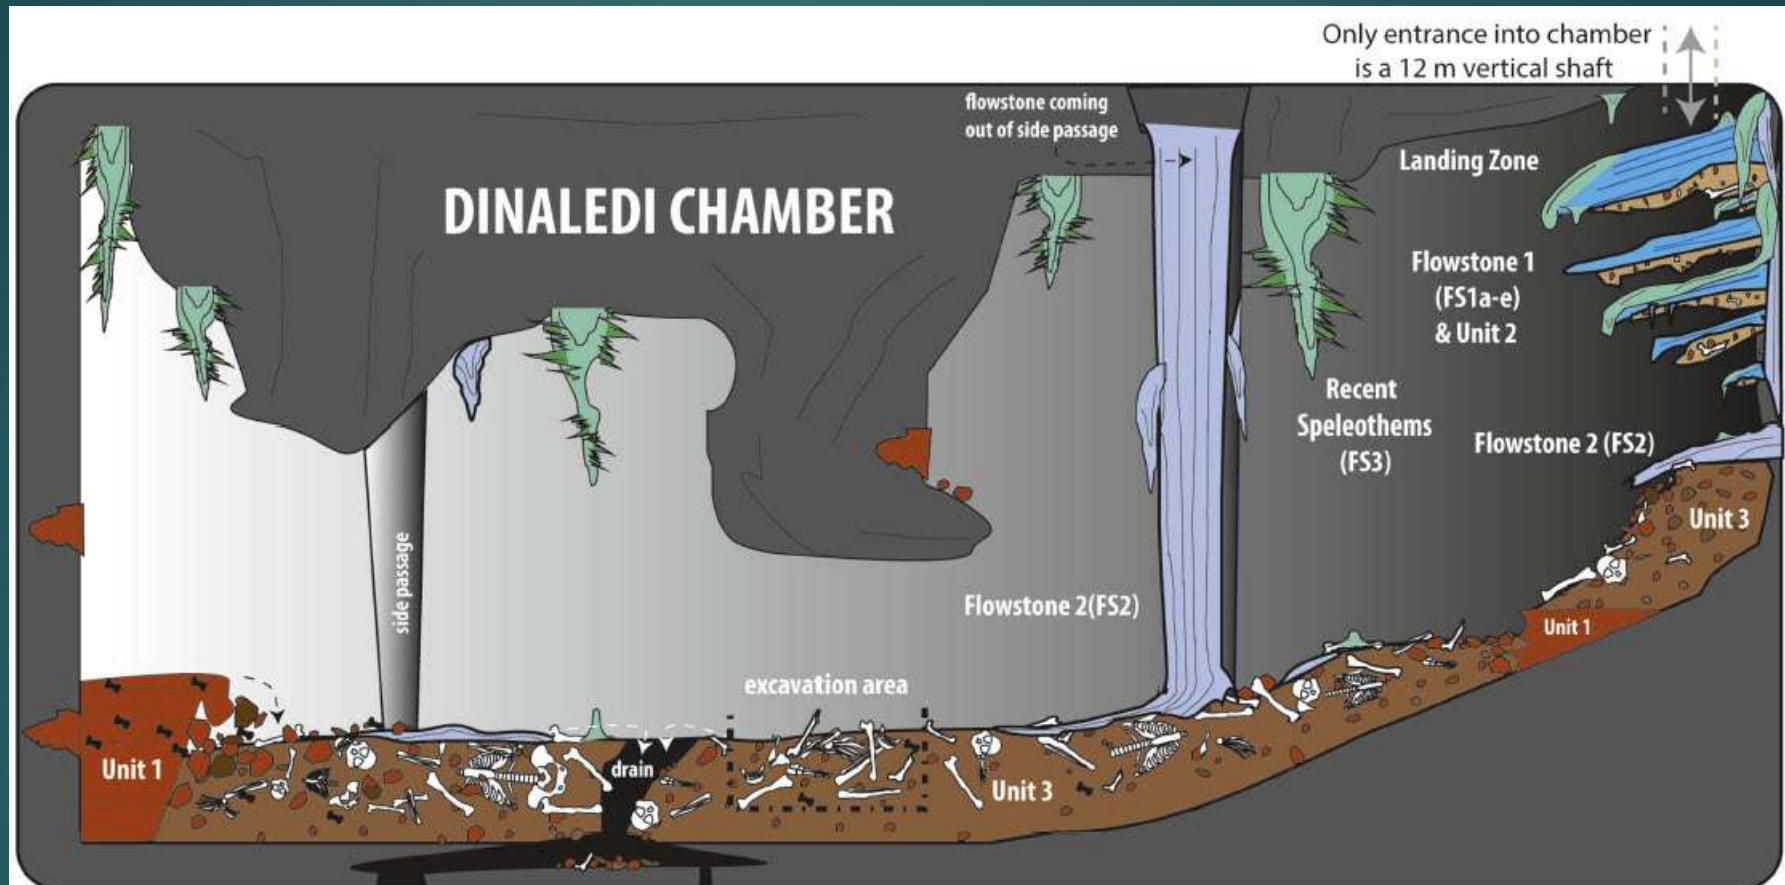 Only entrance into chamber
is a 12 m vertical shaft
flowstone coming
out of side passage
Landing Zone
DINALEDI CHAMBER
Flowstone 1
(FS1a-e)
& Unit 2
Recent
Speleothems
(FS3)
Flowstone 2 (FS2)
Unit 3
side passage
Flowstone 2(FS2)
Unit 1
excavation area
Unit 1
drain
Unit 3